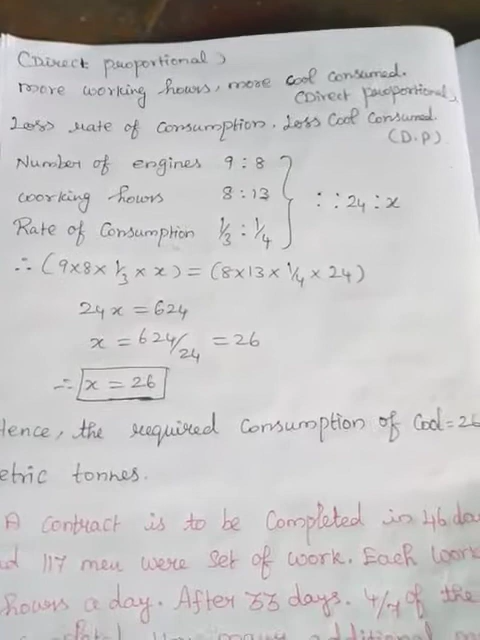 (Direct proportional)
more working hours, more cool consumed.
(Direct proportional)
Less rate of consumption, Less Cool Consumed.
(D.P)
Number of engines 9 : 8
working hours 8 : 13
Rate of Consumption 1/3 : 1/4
: : 24 : x
∴ (9×8×1/3×x) = (8×13×1/4×24)
24x = 624
x = 624/24 = 26
∴ x = 26
Hence, the required Consumption of Cool = 26
etric tonnes.
A contract is to be Completed in 46 da
d 117 men were set of work. Each work
hours a day. After 33 days. 4/7 of the